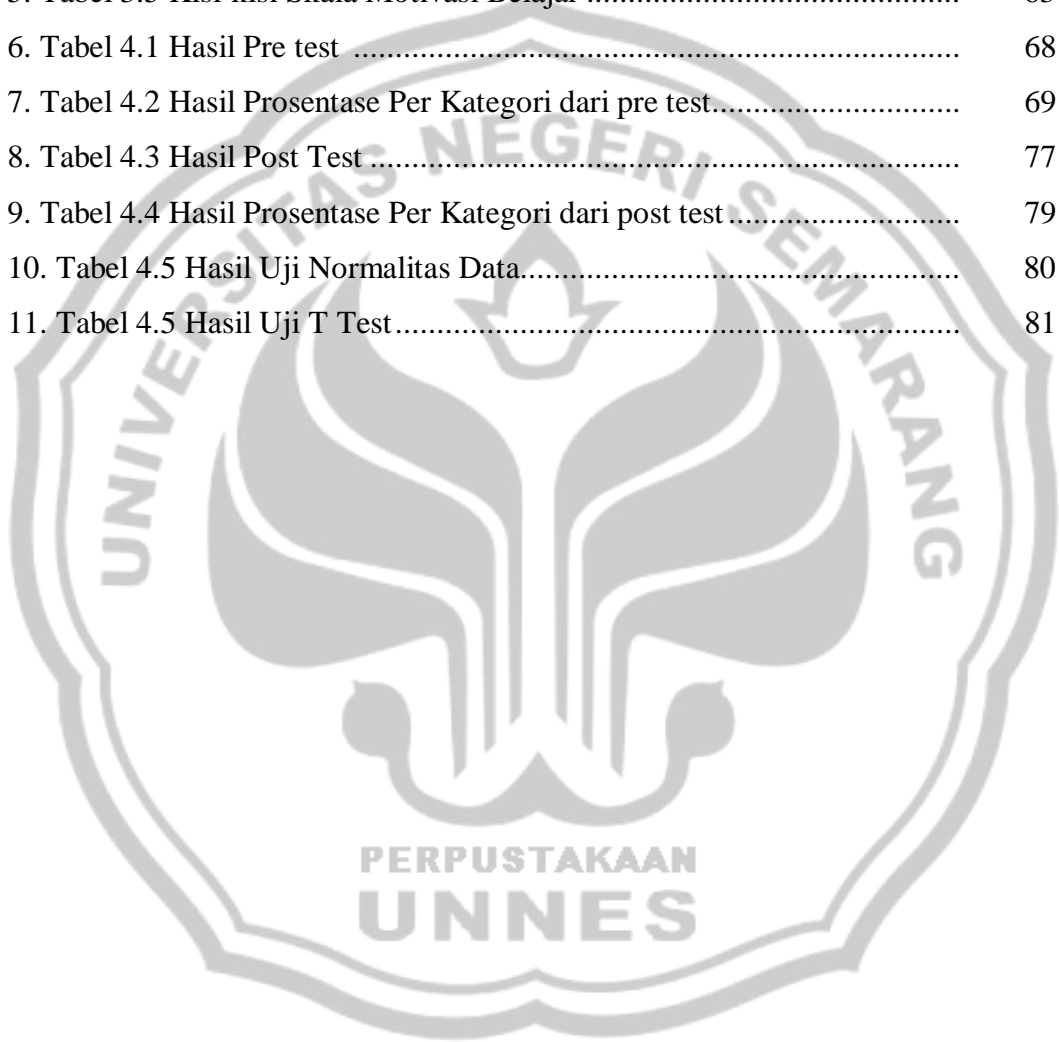 6. Tabel 4.1 Hasil Pre test ........................................................................ 68
7. Tabel 4.2 Hasil Prosentase Per Kategori dari pre test............................. 69
8. Tabel 4.3 Hasil Post Test ...................................................................... 77
9. Tabel 4.4 Hasil Prosentase Per Kategori dari post test ........................... 79
10. Tabel 4.5 Hasil Uji Normalitas Data.................................................... 80
11. Tabel 4.5 Hasil Uji T Test................................................................... 81
UNIVERSITAS NEGERI SEMARANG
PERPUSTAKAAN
UNNES